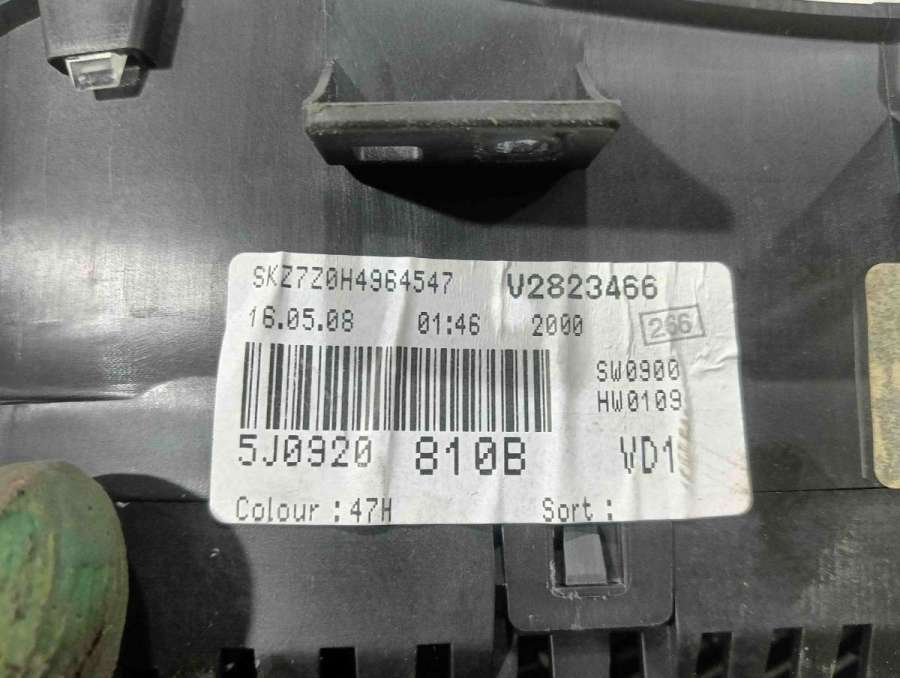 SKZ7Z0H4964547 V2823466
16.05.08 01:46 2000 266
SW0900
HW0109
5J0920 810B VD1
Colour : 47H Sort :